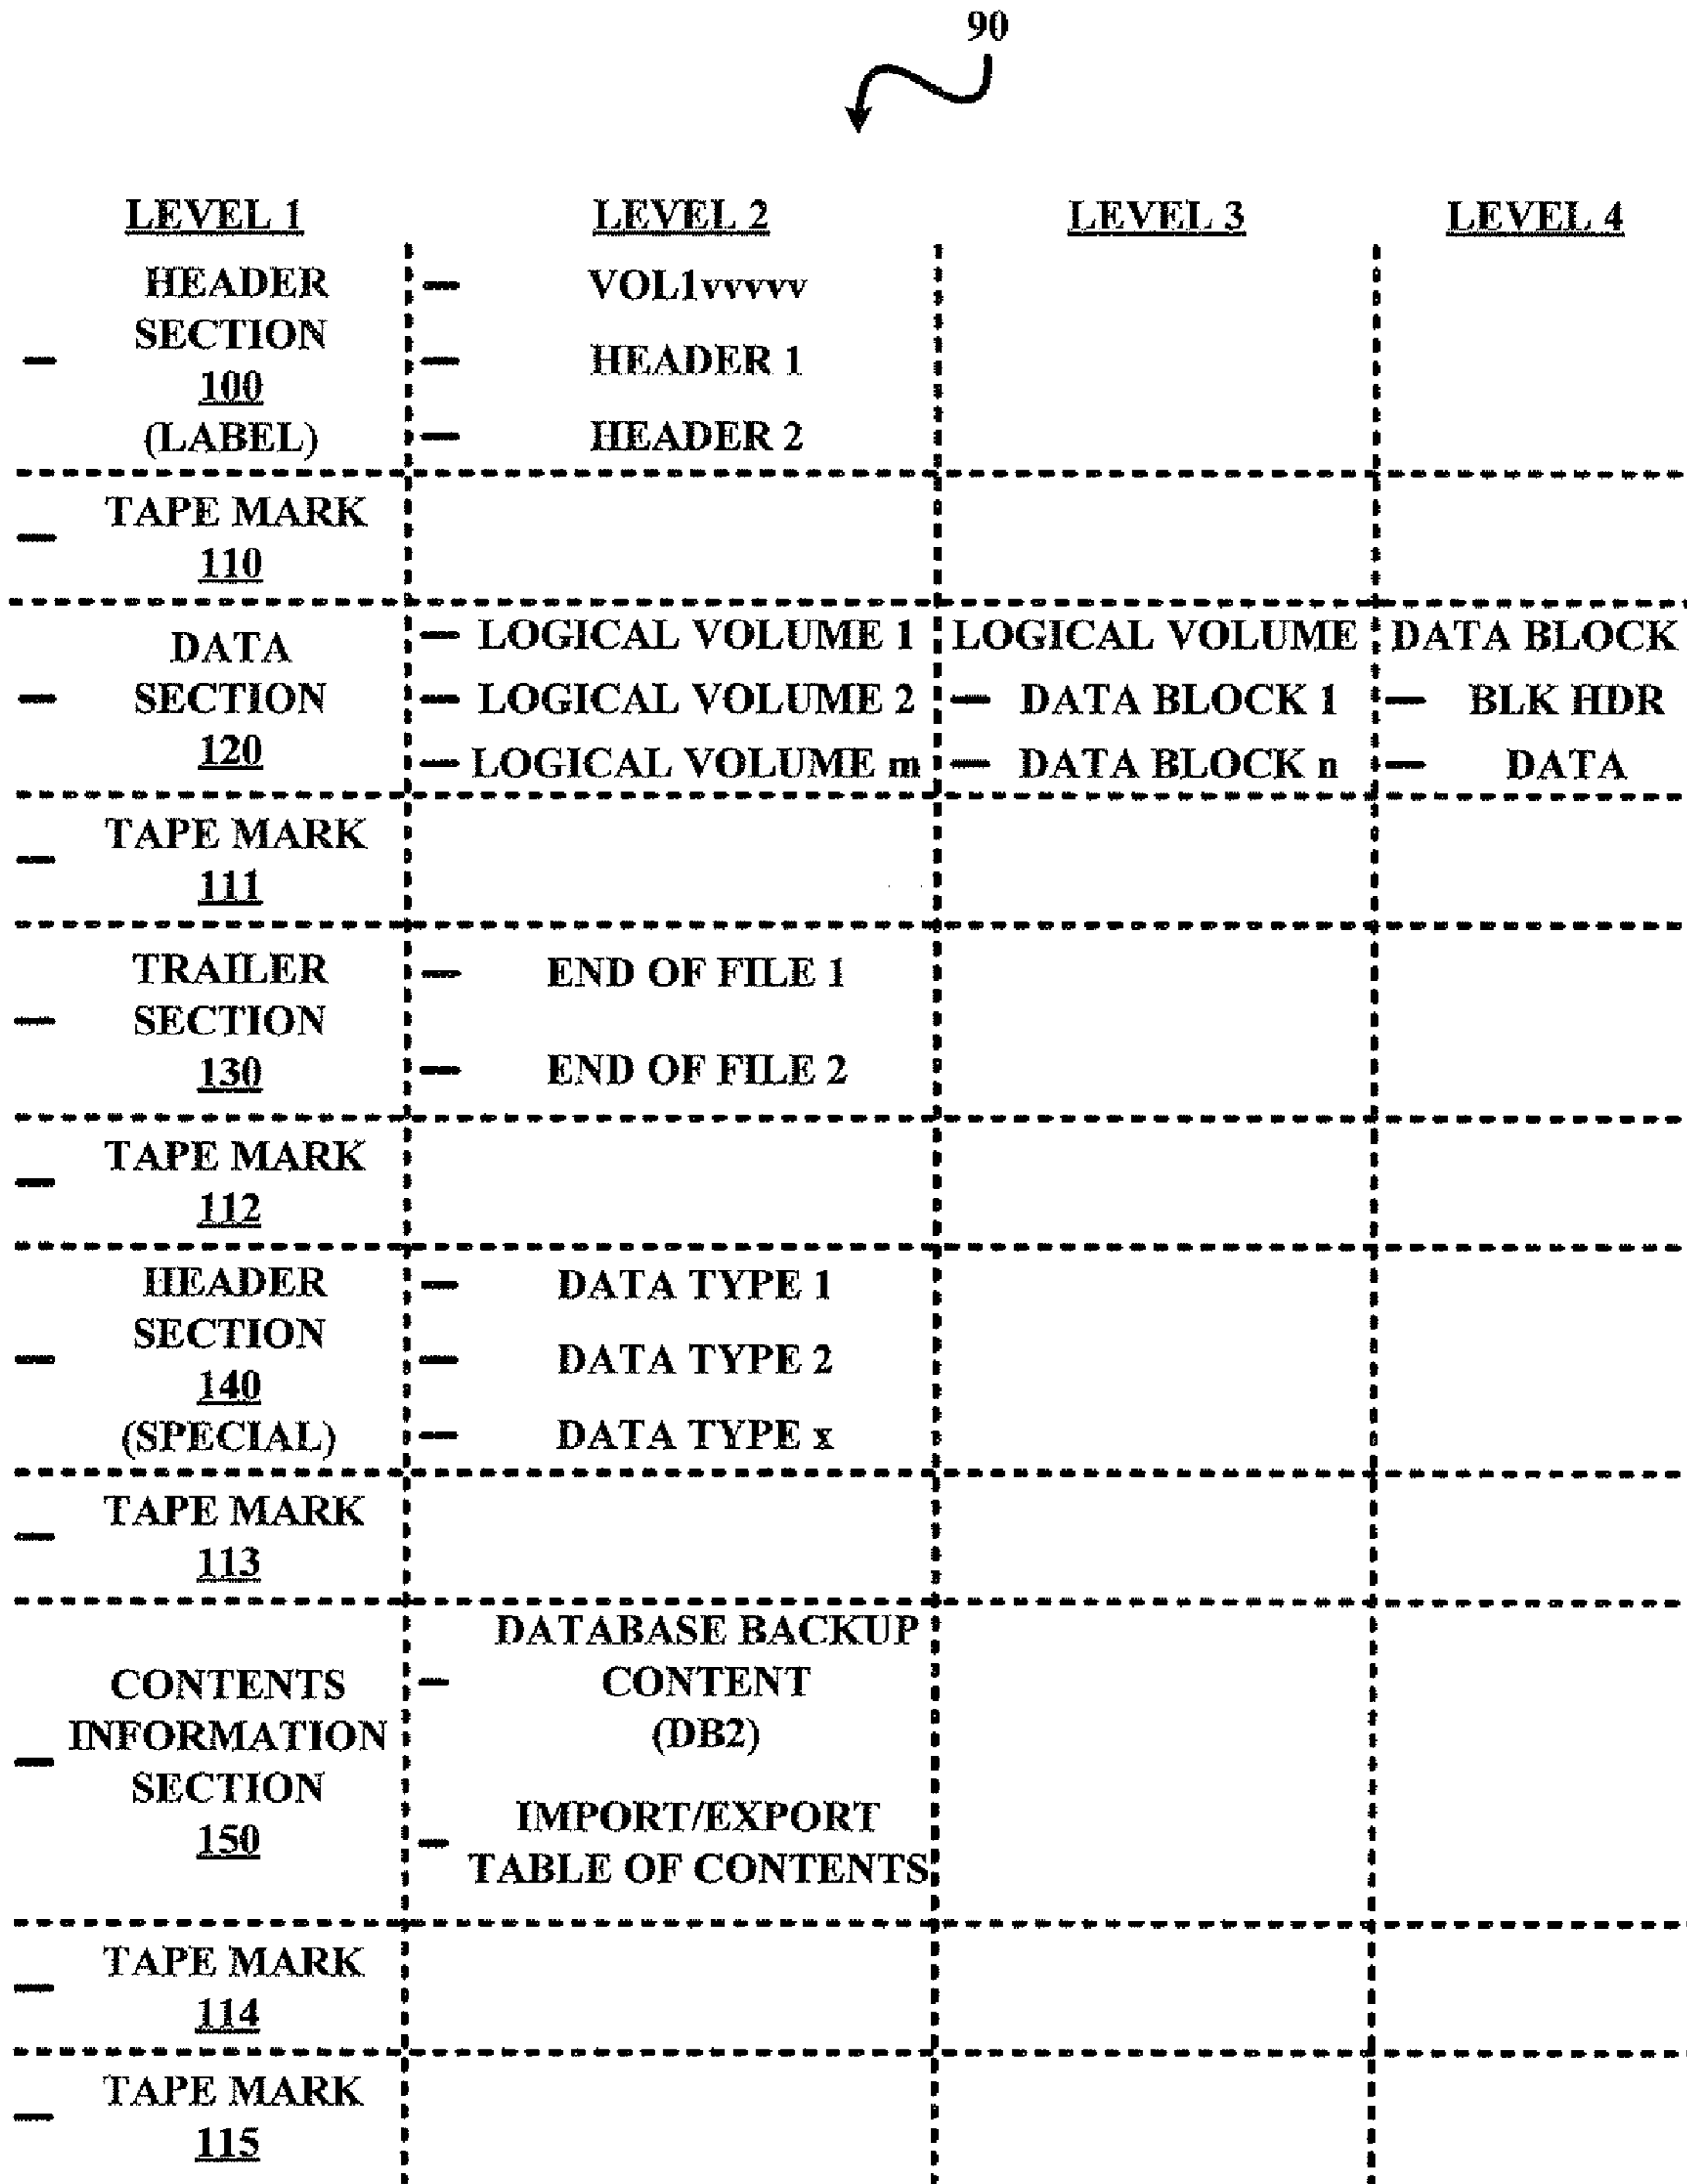 90
LEVEL 1 LEVEL 2 LEVEL 3 LEVEL 4
HEADER
SECTION
100
(LABEL)
VOL1vvvvv
HEADER 1
HEADER 2
TAPE MARK
110
DATA
SECTION
120
LOGICAL VOLUME 1
LOGICAL VOLUME 2
LOGICAL VOLUME m
LOGICAL VOLUME
DATA BLOCK 1
DATA BLOCK n
DATA BLOCK
BLK HDR
DATA
TAPE MARK
111
TRAILER
SECTION
130
END OF FILE 1
END OF FILE 2
TAPE MARK
112
HEADER
SECTION
140
(SPECIAL)
DATA TYPE 1
DATA TYPE 2
DATA TYPE x
TAPE MARK
113
CONTENTS
INFORMATION
SECTION
150
DATABASE BACKUP
CONTENT
(DB2)
IMPORT/EXPORT
TABLE OF CONTENTS
TAPE MARK
114
TAPE MARK
115